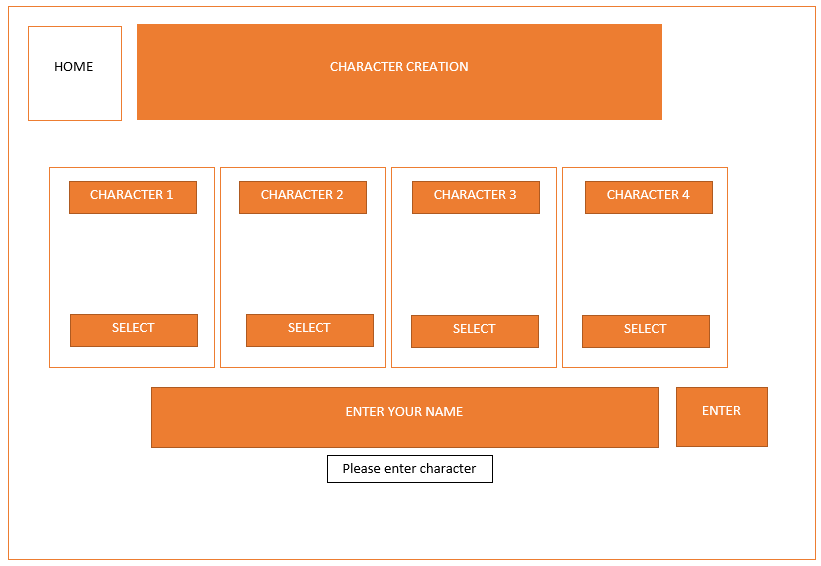 HOME
CHARACTER CREATION
CHARACTER 1
CHARACTER 2
CHARACTER 3
CHARACTER 4
SELECT
SELECT
SELECT
SELECT
ENTER YOUR NAME
ENTER
Please enter character